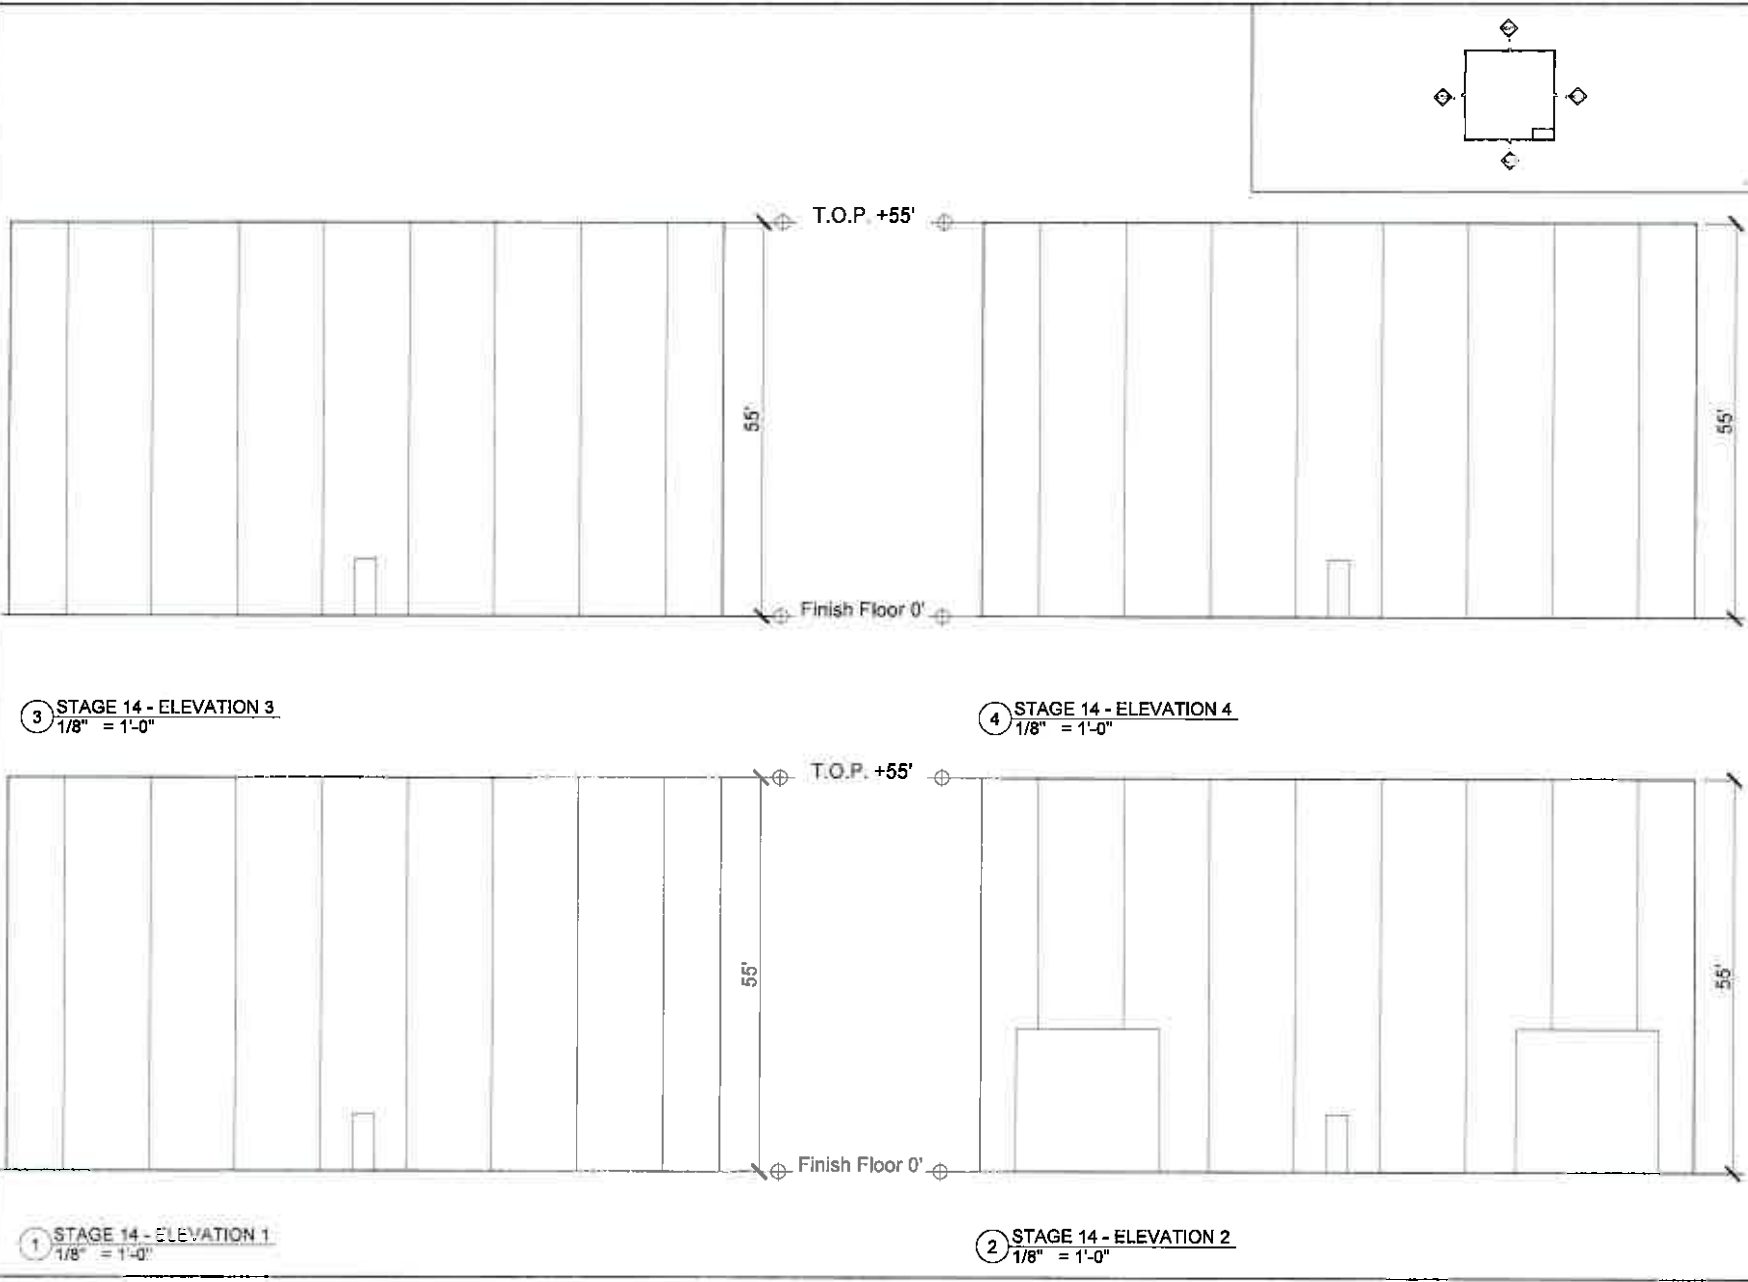 T.O.P. +55'
55'
55'
Finish Floor 0'
3 STAGE 14 - ELEVATION 3
1/8" = 1'-0"
4 STAGE 14 - ELEVATION 4
1/8" = 1'-0"
T.O.P. +55'
55'
55'
Finish Floor 0'
1 STAGE 14 - ELEVATION 1
1/8" = 1'-0"
2 STAGE 14 - ELEVATION 2
1/8" = 1'-0"